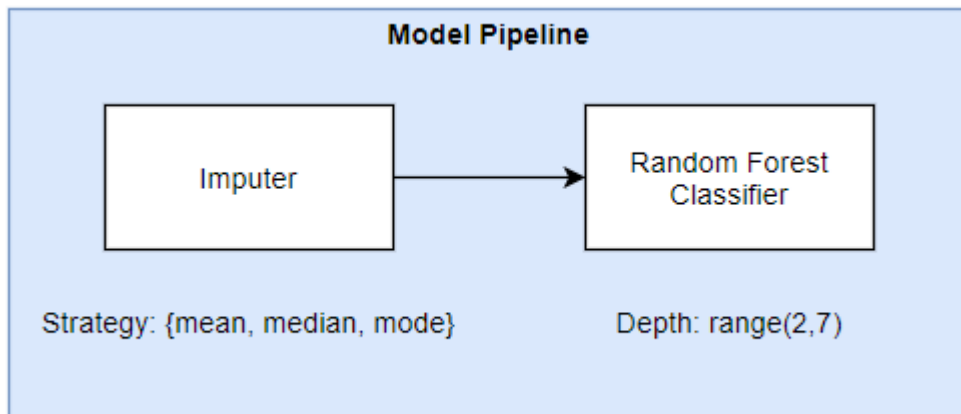 Model Pipeline
Imputer
Random Forest
Classifier
Strategy: {mean, median, mode}
Depth: range(2,7)